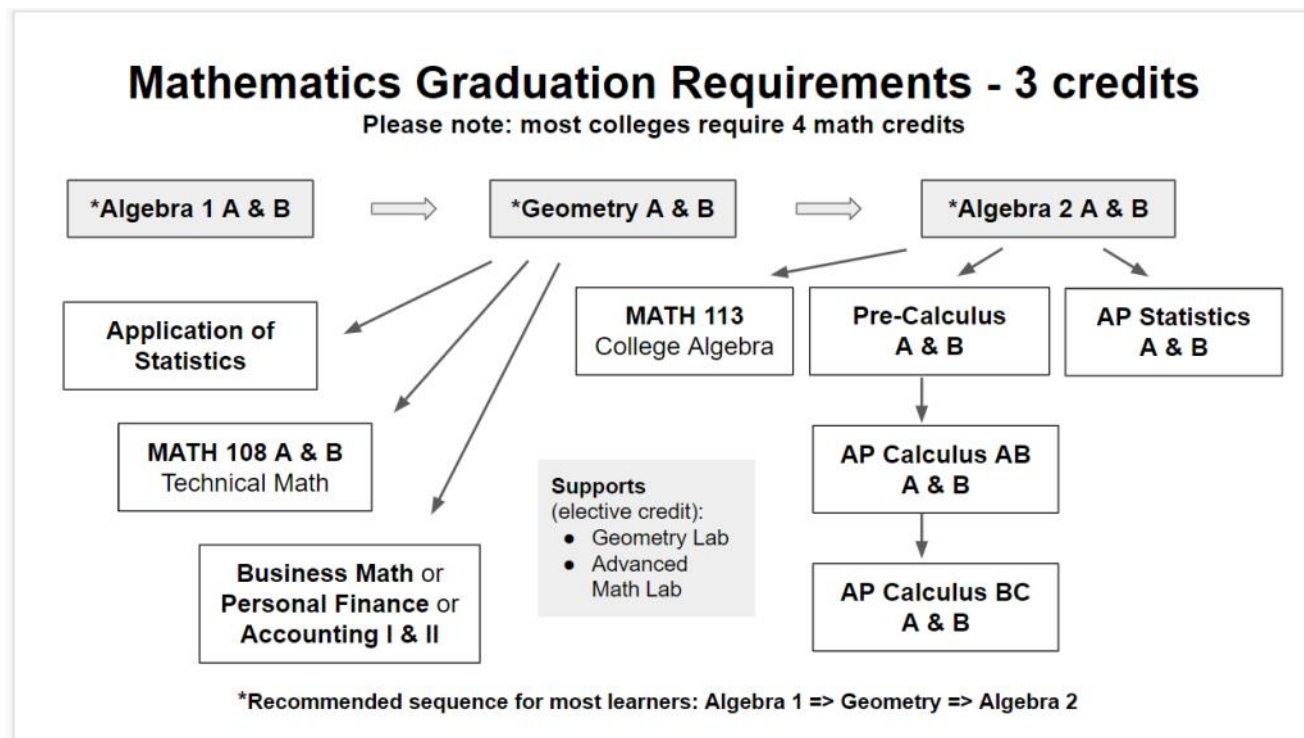 Mathematics Graduation Requirements - 3 credits
Please note: most colleges require 4 math credits
*Algebra 1 A & B
*Geometry A & B
*Algebra 2 A & B
Application of
Statistics
MATH 108 A & B
Technical Math
Business Math or
Personal Finance or
Accounting I & II
MATH 113
College Algebra
Pre-Calculus
A & B
AP Statistics
A & B
AP Calculus AB
A & B
AP Calculus BC
A & B
Supports
(elective credit):
● Geometry Lab
● Advanced
Math Lab
*Recommended sequence for most learners: Algebra 1 => Geometry => Algebra 2